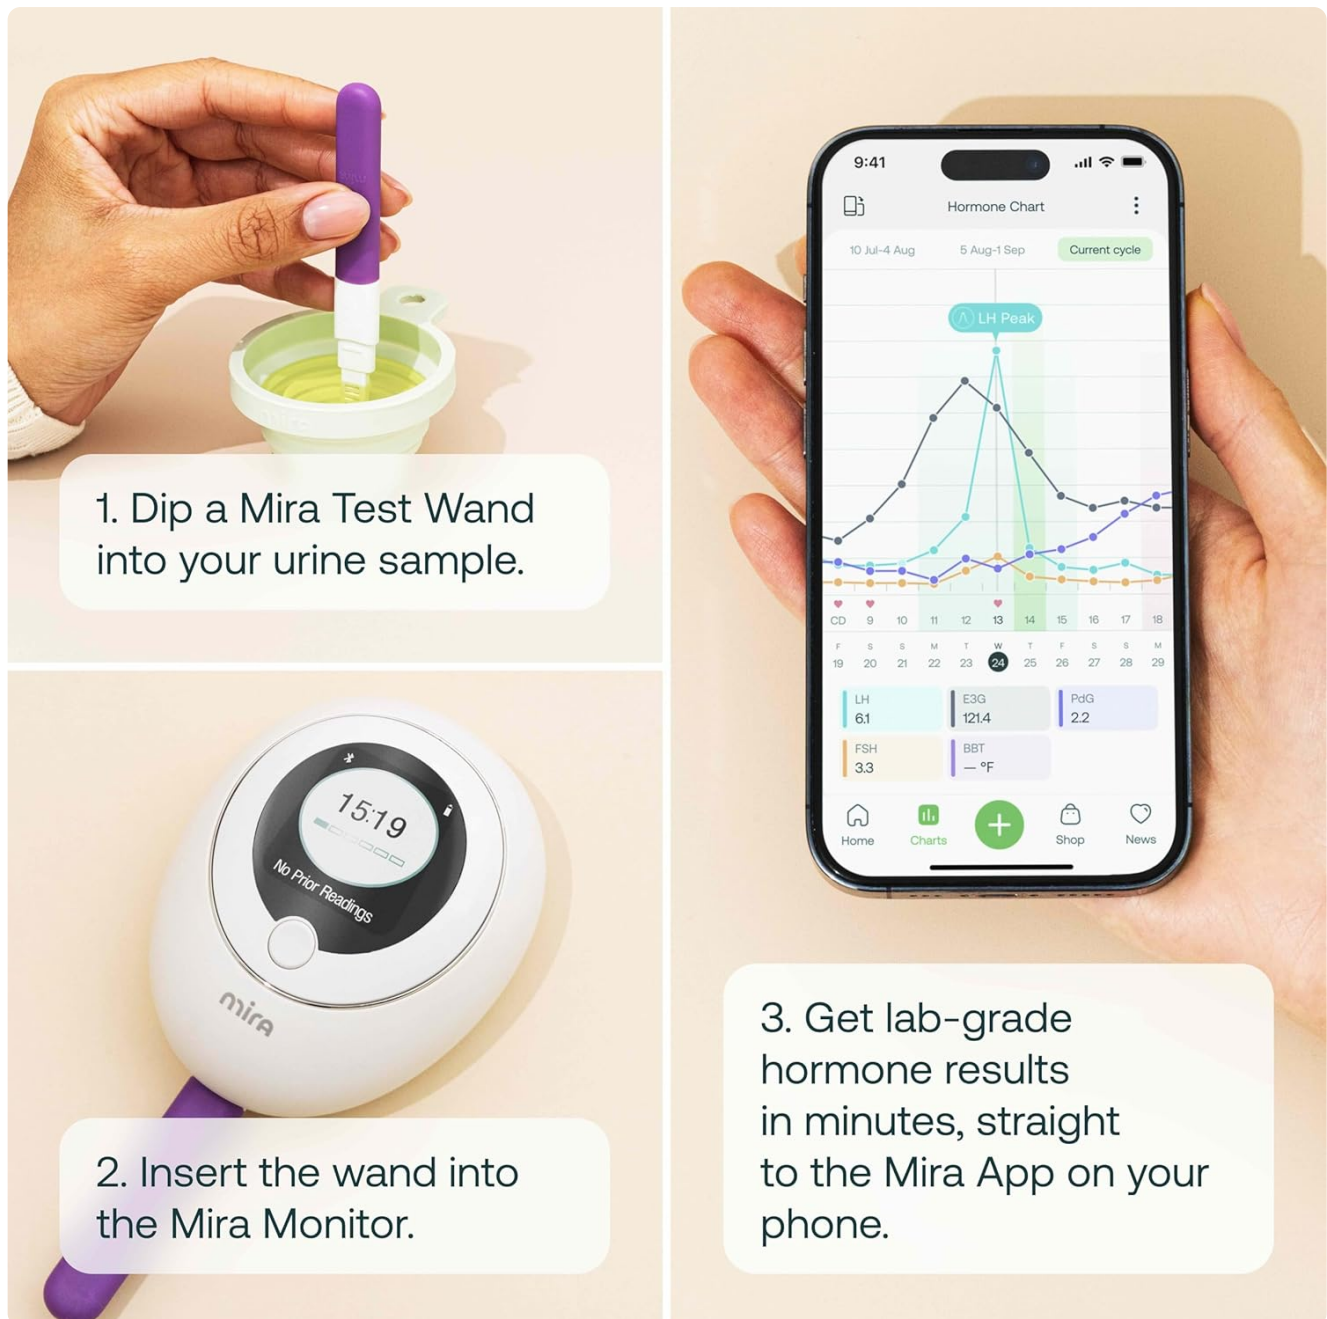 1. Dip a Mira Test Wand
into your urine sample.
15:19
No Prior Readings
mira
2. Insert the wand into
the Mira Monitor.
9:41
Hormone Chart
10 Jul-4 Aug 5 Aug-1 Sep Current cycle
LH Peak
CD 9 10 11 12 13 14 15 16 17 18
F S S M T W T F S S M
19 20 21 22 23 24 25 26 27 28 29
LH E3G PdG
6.1 121.4 2.2
FSH BBT
3.3 — °F
Home Charts Shop News
3. Get lab-grade
hormone results
in minutes, straight
to the Mira App on your
phone.